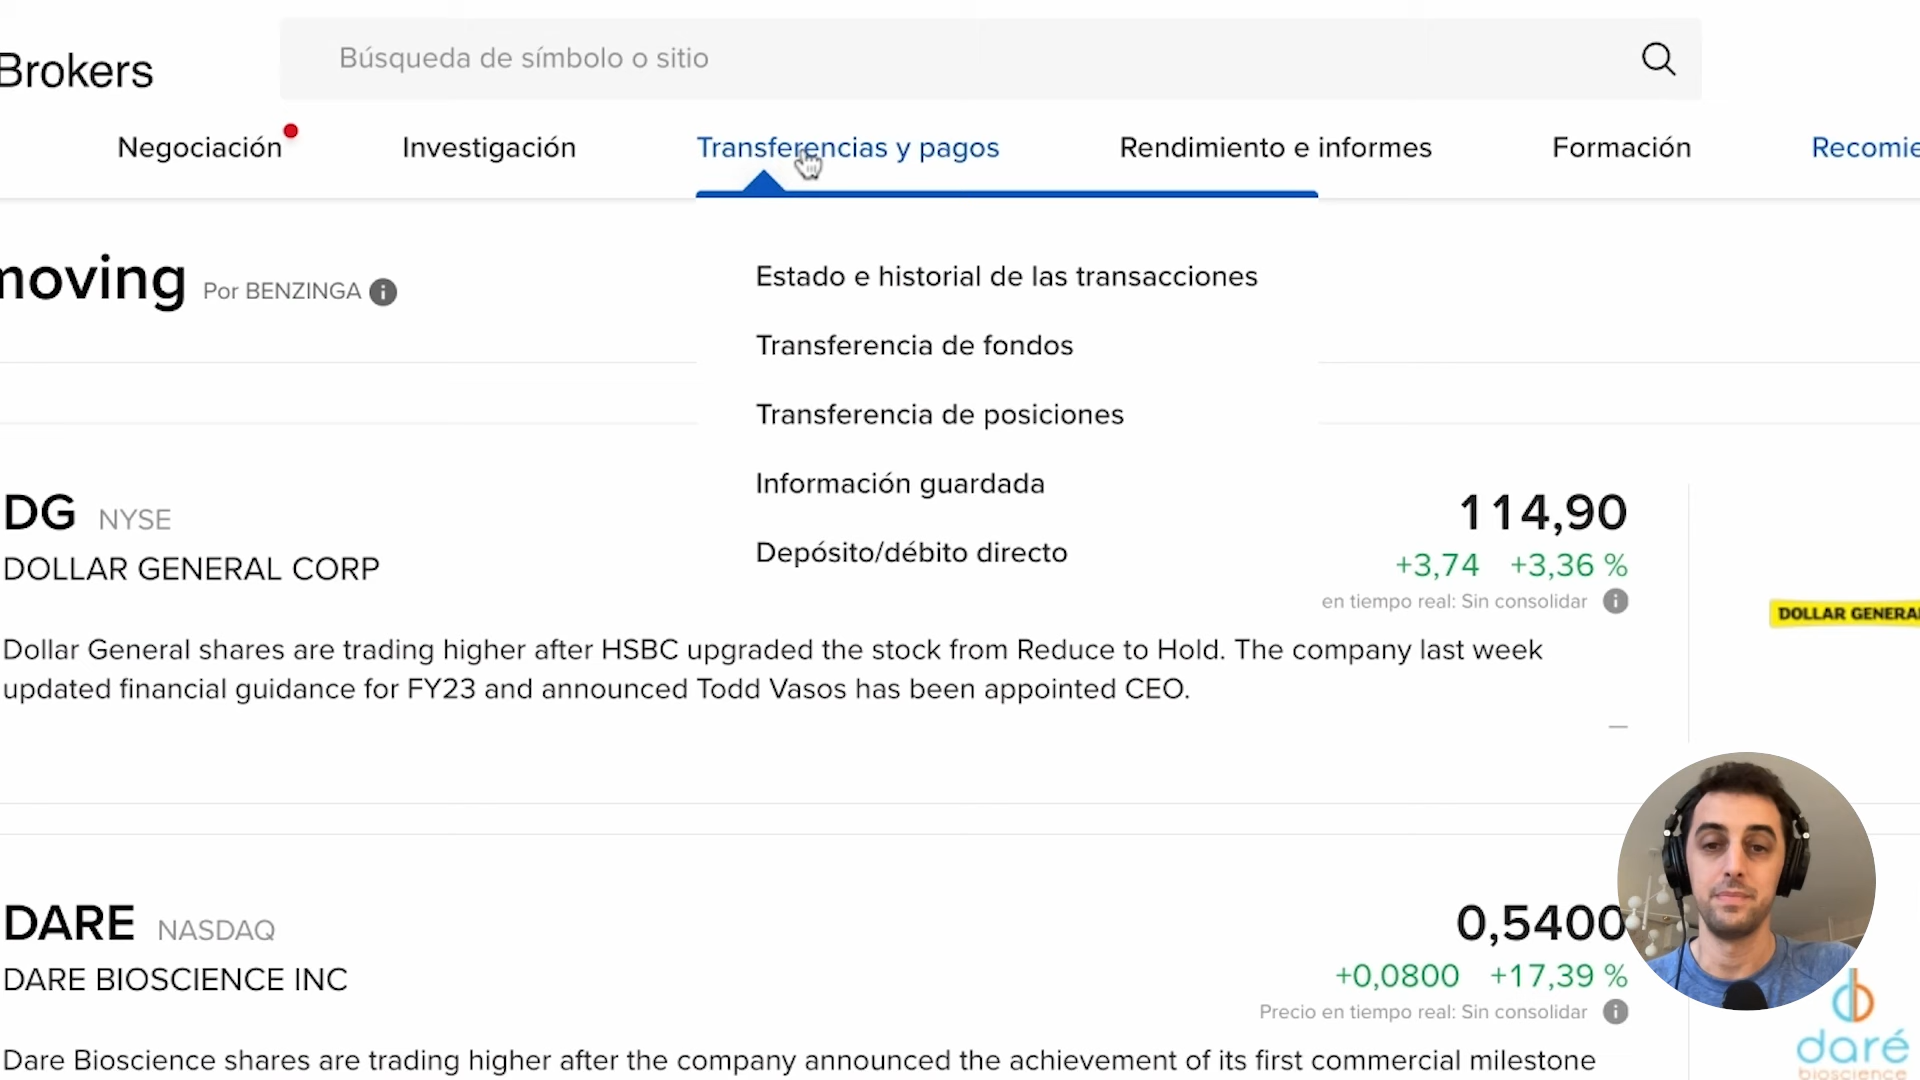 Brokers
Búsqueda de símbolo o sitio
Negociación
Investigación
Transferencias y pagos
Rendimiento e informes
Formación
moving Por BENZINGA
Estado e historial de las transacciones
Transferencia de fondos
Transferencia de posiciones
Información guardada
Depósito/débito directo
DG NYSE
DOLLAR GENERAL CORP
114,90
+3,74 +3,36 %
en tiempo real: Sin consolidar
DOLLAR GENERAL
Dollar General shares are trading higher after HSBC upgraded the stock from Reduce to Hold. The company last week
updated financial guidance for FY23 and announced Todd Vasos has been appointed CEO.
—
DARE NASDAQ
DARE BIOSCIENCE INC
0,5400
+0,0800 +17,39 %
Precio en tiempo real: Sin consolidar
Dare Bioscience shares are trading higher after the company announced the achievement of its first commercial milestone
daré
bioscience